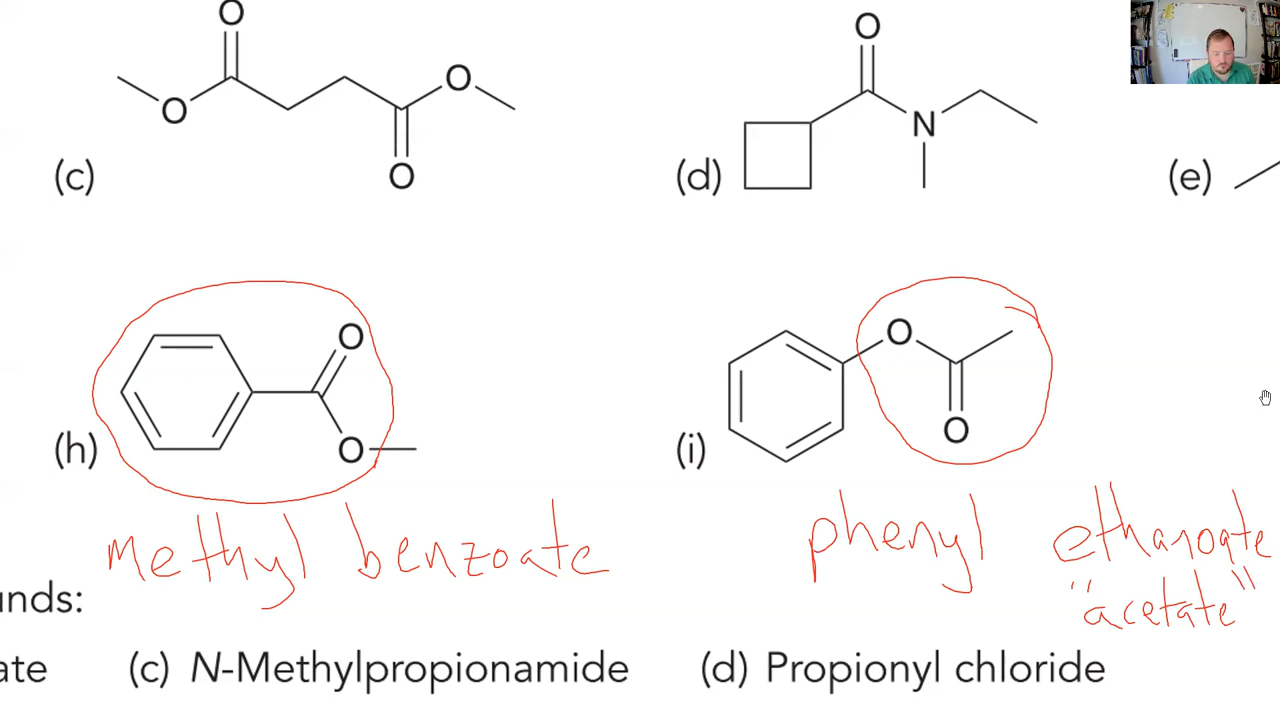 O
O
O
O
(c)
O
N
(d)
(e)
O
O
(h)
O
O
(i)
methyl benzoate
phenyl ethanoate
"acetate"
unds:
ate
(c) N-Methylpropionamide
(d) Propionyl chloride